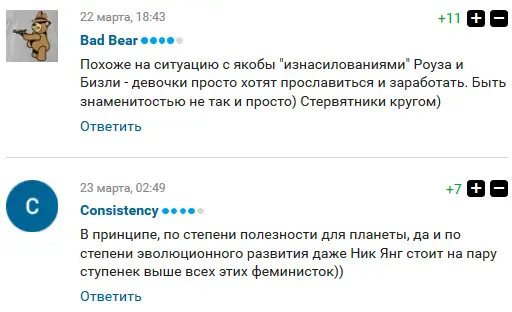 22 марта, 18:43
+11
Bad Bear
Похоже на ситуацию с якобы "изнасилованиями" Роуза и
Бизли - девочки просто хотят прославиться и заработать. Быть
знаменитостью не так и просто) Стервятники кругом)
Ответить
23 марта, 02:49
+7
C
Consistency
В принципе, по степени полезности для планеты, да и по
степени эволюционного развития даже Ник Янг стоит на пару
ступенек выше всех этих феминисток))
Ответить